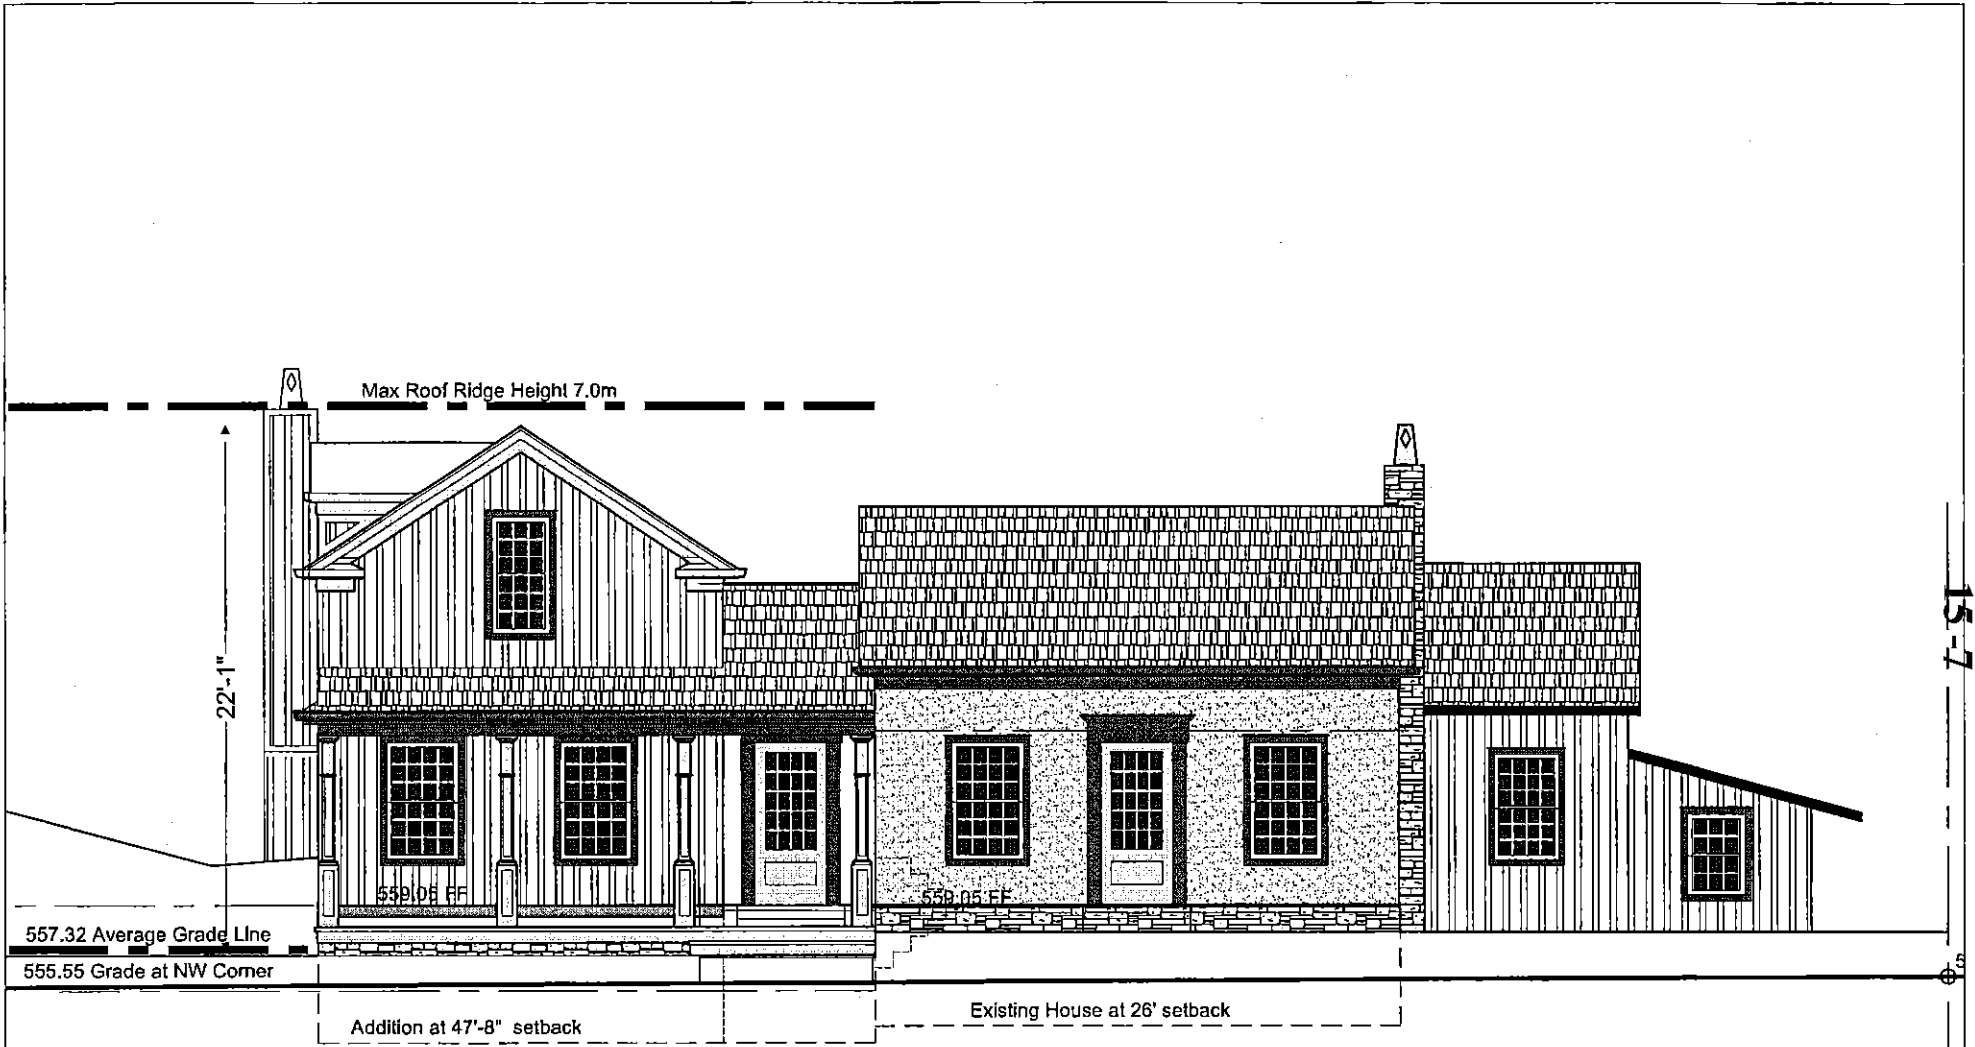 Max Roof Ridge Height 7.0m
22'-1"
15-7
559.05 FF
559.05 FF
557.32 Average Grade Line
555.55 Grade at NW Corner
Existing House at 26' setback
Addition at 47'-8" setback